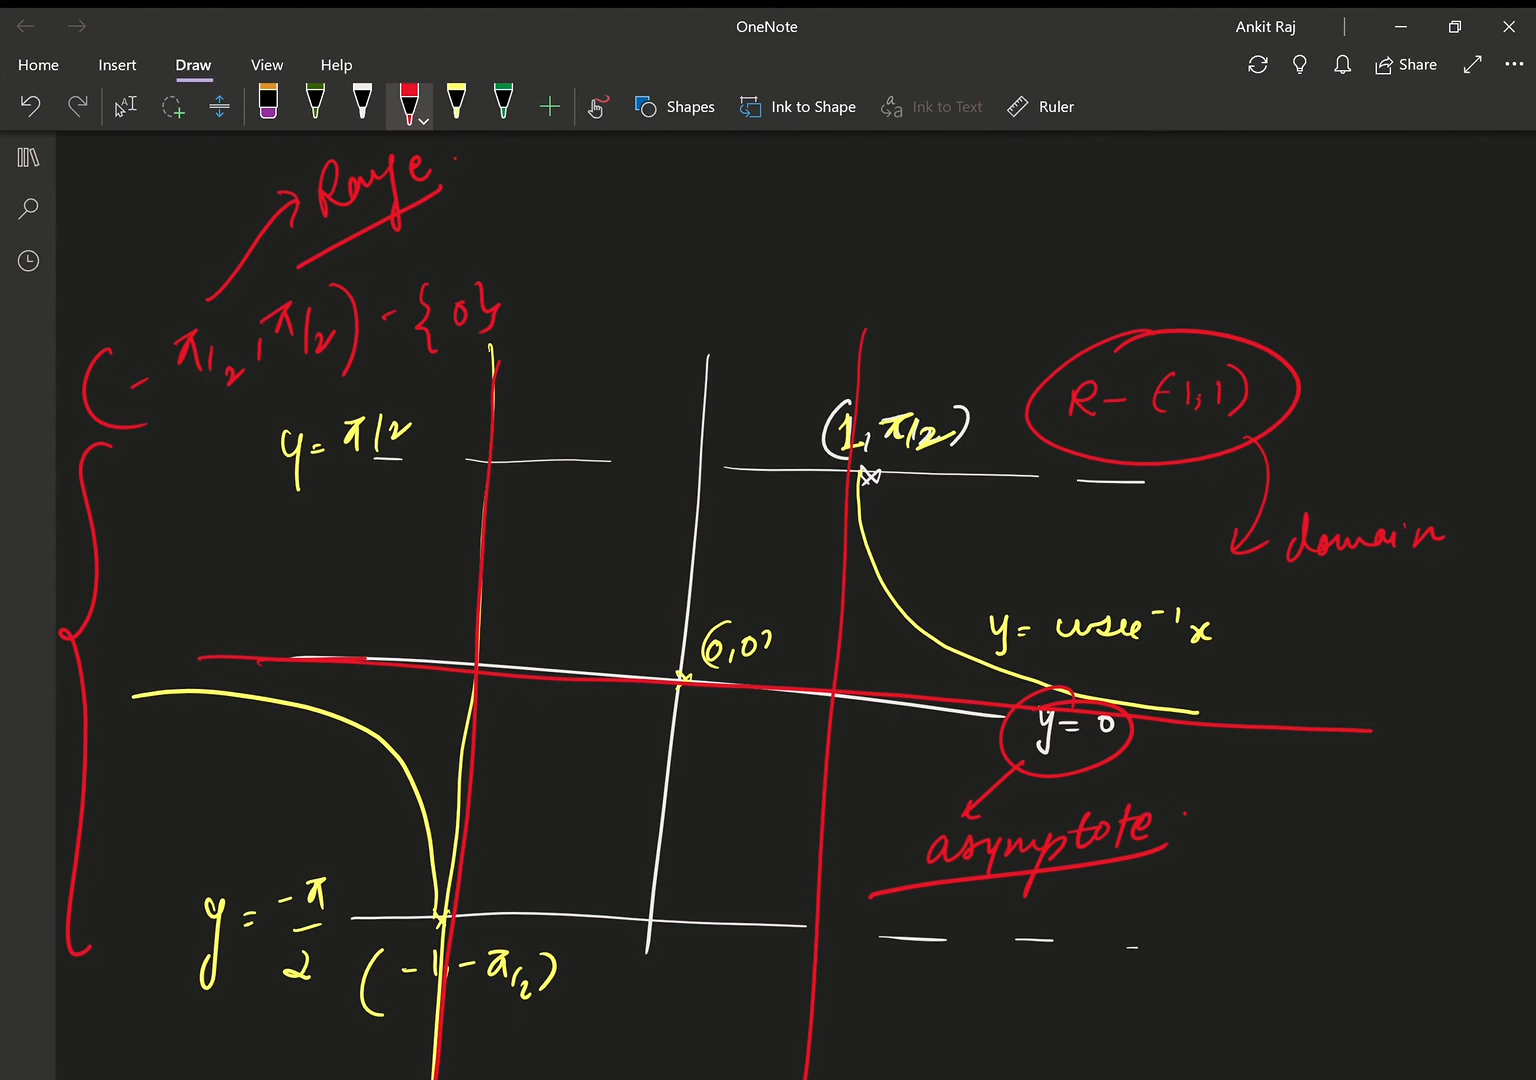 OneNote
Ankit Raj
Home Insert Draw View Help
Share
Shapes Ink to Shape Ink to Text Ruler
Range
(-π/2, π/2) - {0}
R - (1,1)
y = π/2
(1, π/2)
domain
y = cosec⁻¹x
(0,0)
y = 0
asymptote
y = -π/2
(-1, -π/2)